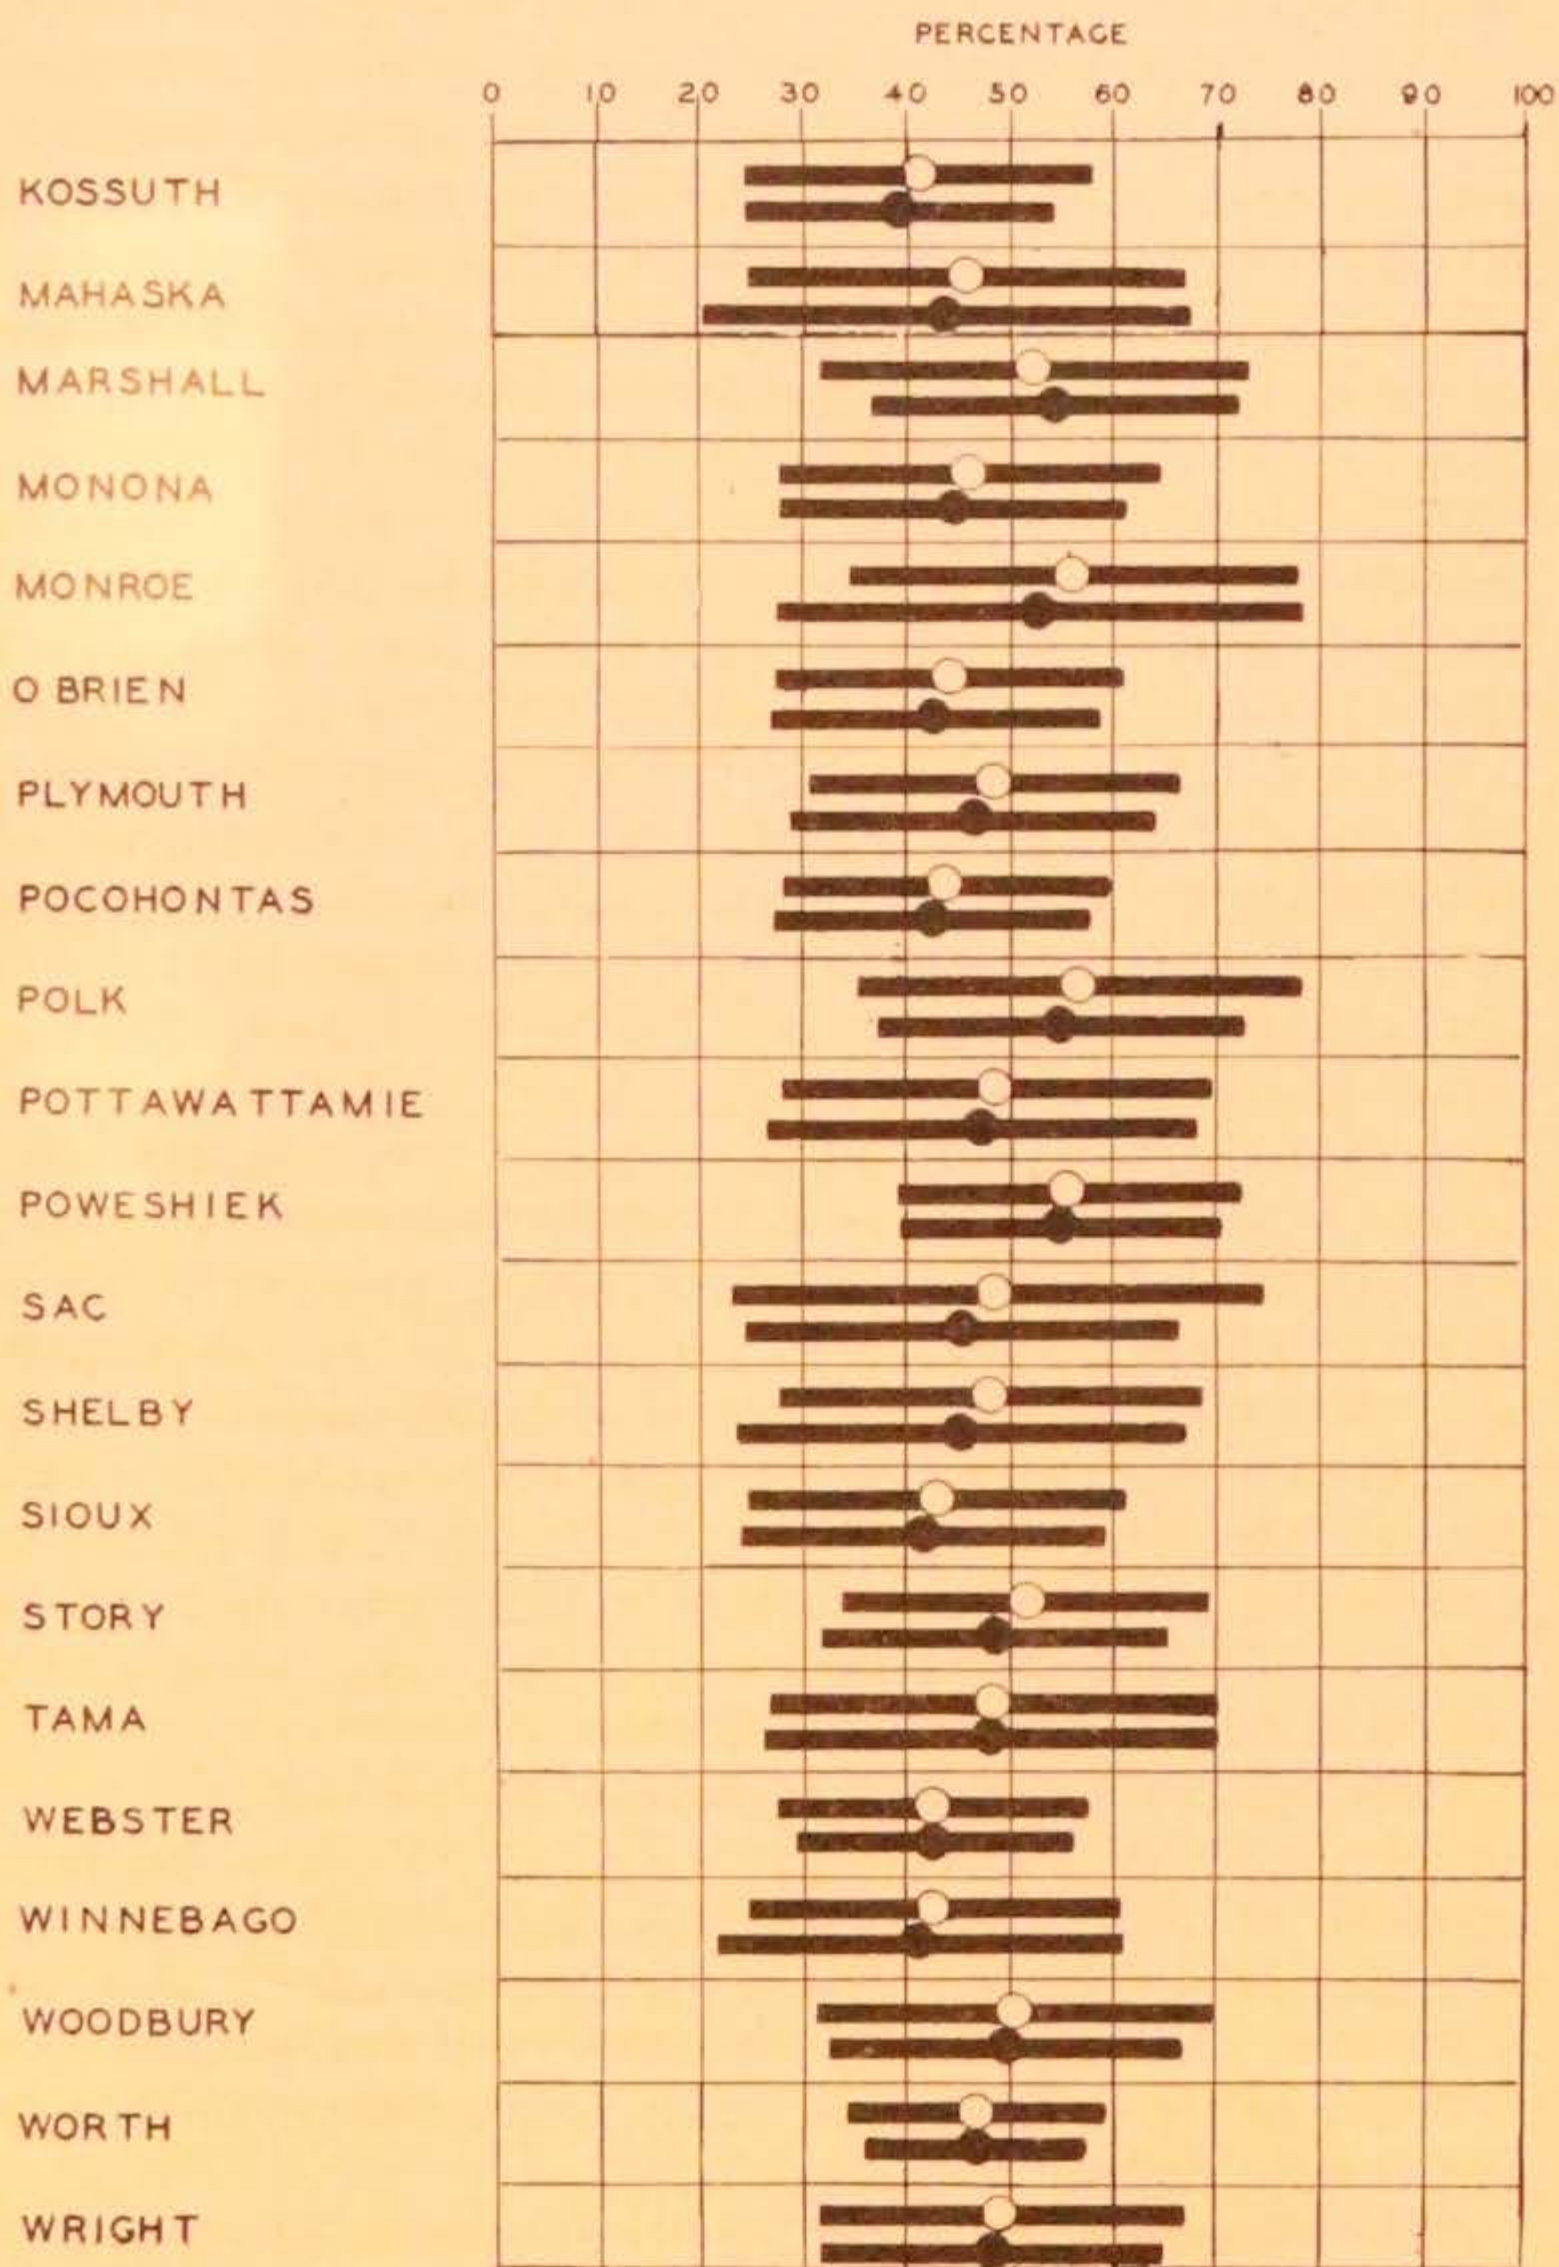 PERCENTAGE
0 10 20 30 40 50 60 70 80 90 100
KOSSUTH
MAHASKA
MARSHALL
MONONA
MONROE
O BRIEN
PLYMOUTH
POCOHONTAS
POLK
POTTAWATTAMIE
POWESHIEK
SAC
SHELBY
SIOUX
STORY
TAMA
WEBSTER
WINNEBAGO
WOODBURY
WORTH
WRIGHT